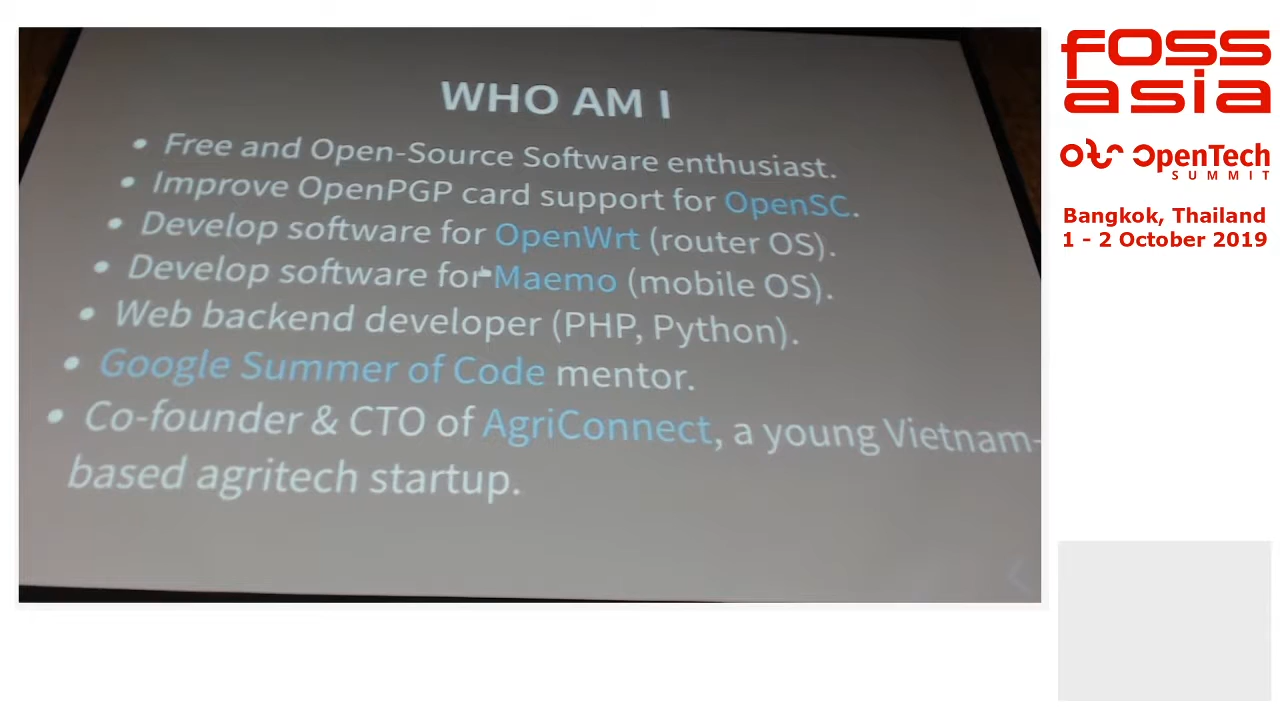 WHO AM I
• Free and Open-Source Software enthusiast.
• Improve OpenPGP card support for OpenSC.
• Develop software for OpenWrt (router OS).
• Develop software for Maemo (mobile OS).
• Web backend developer (PHP, Python).
• Google Summer of Code mentor.
• Co-founder & CTO of AgriConnect, a young Vietnam-
based agritech startup.
FOSS
asia
OpenTech
SUMMIT
Bangkok, Thailand
1 - 2 October 2019